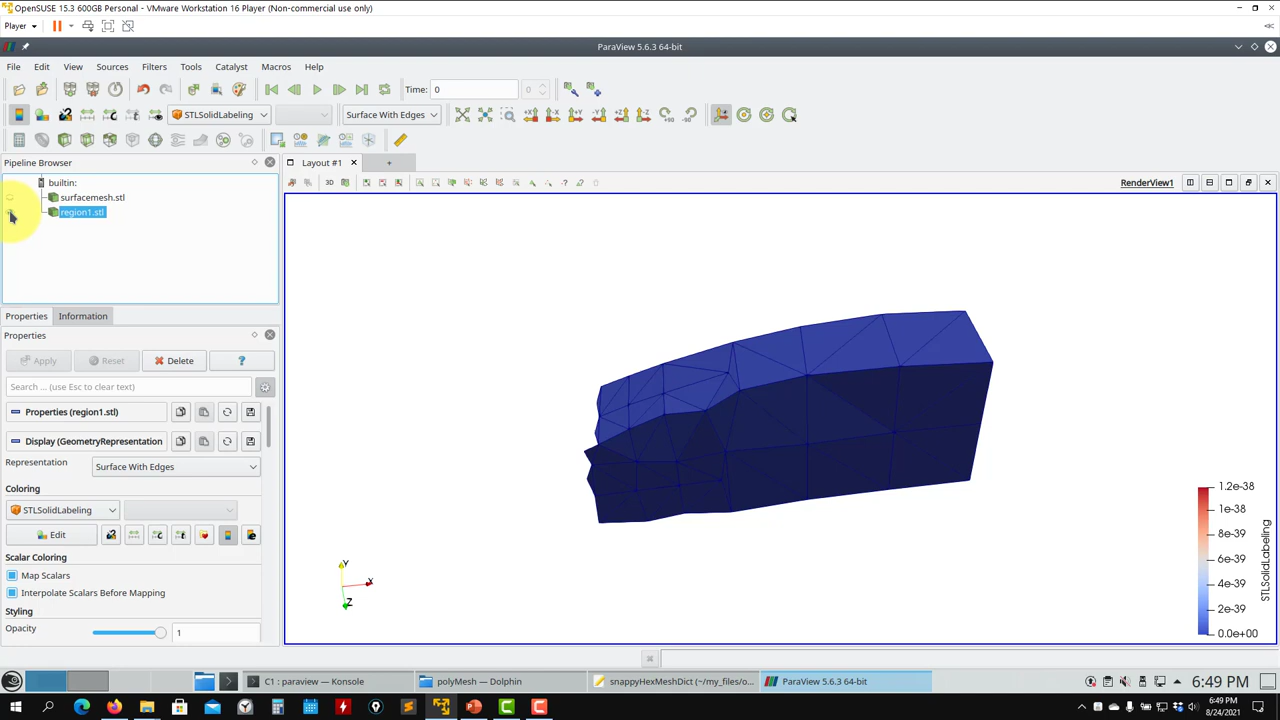 OpenSUSE 15.3 600GB Personal - VMware Workstation 16 Player (Non-commercial use only)
Player
ParaView 5.6.3 64-bit
File Edit View Sources Filters Tools Catalyst Macros Help
Time: 0 0
STLSolidLabeling Surface With Edges +X -X +Y -Y +Z -Z +90 -90
Pipeline Browser
Layout #1 +
builtin:
surfacemesh.stl
region1.stl
3D RenderView1
Properties Information
Properties
Apply Reset Delete ?
Search ... (use Esc to clear text)
Properties (region1.stl)
Display (GeometryRepresentation
Representation Surface With Edges
Coloring
STLSolidLabeling
Edit
Scalar Coloring
Map Scalars
Interpolate Scalars Before Mapping
Styling
Opacity 1
Y
X
Z
1.2e-38
1e-38
8e-39
6e-39
4e-39
2e-39
0.0e+00
STLSolidLabeling
C1 : paraview — Konsole polyMesh — Dolphin snappyHexMeshDict (~/my_files/o... ParaView 5.6.3 64-bit 6:49 PM
6:49 PM
8/24/2021